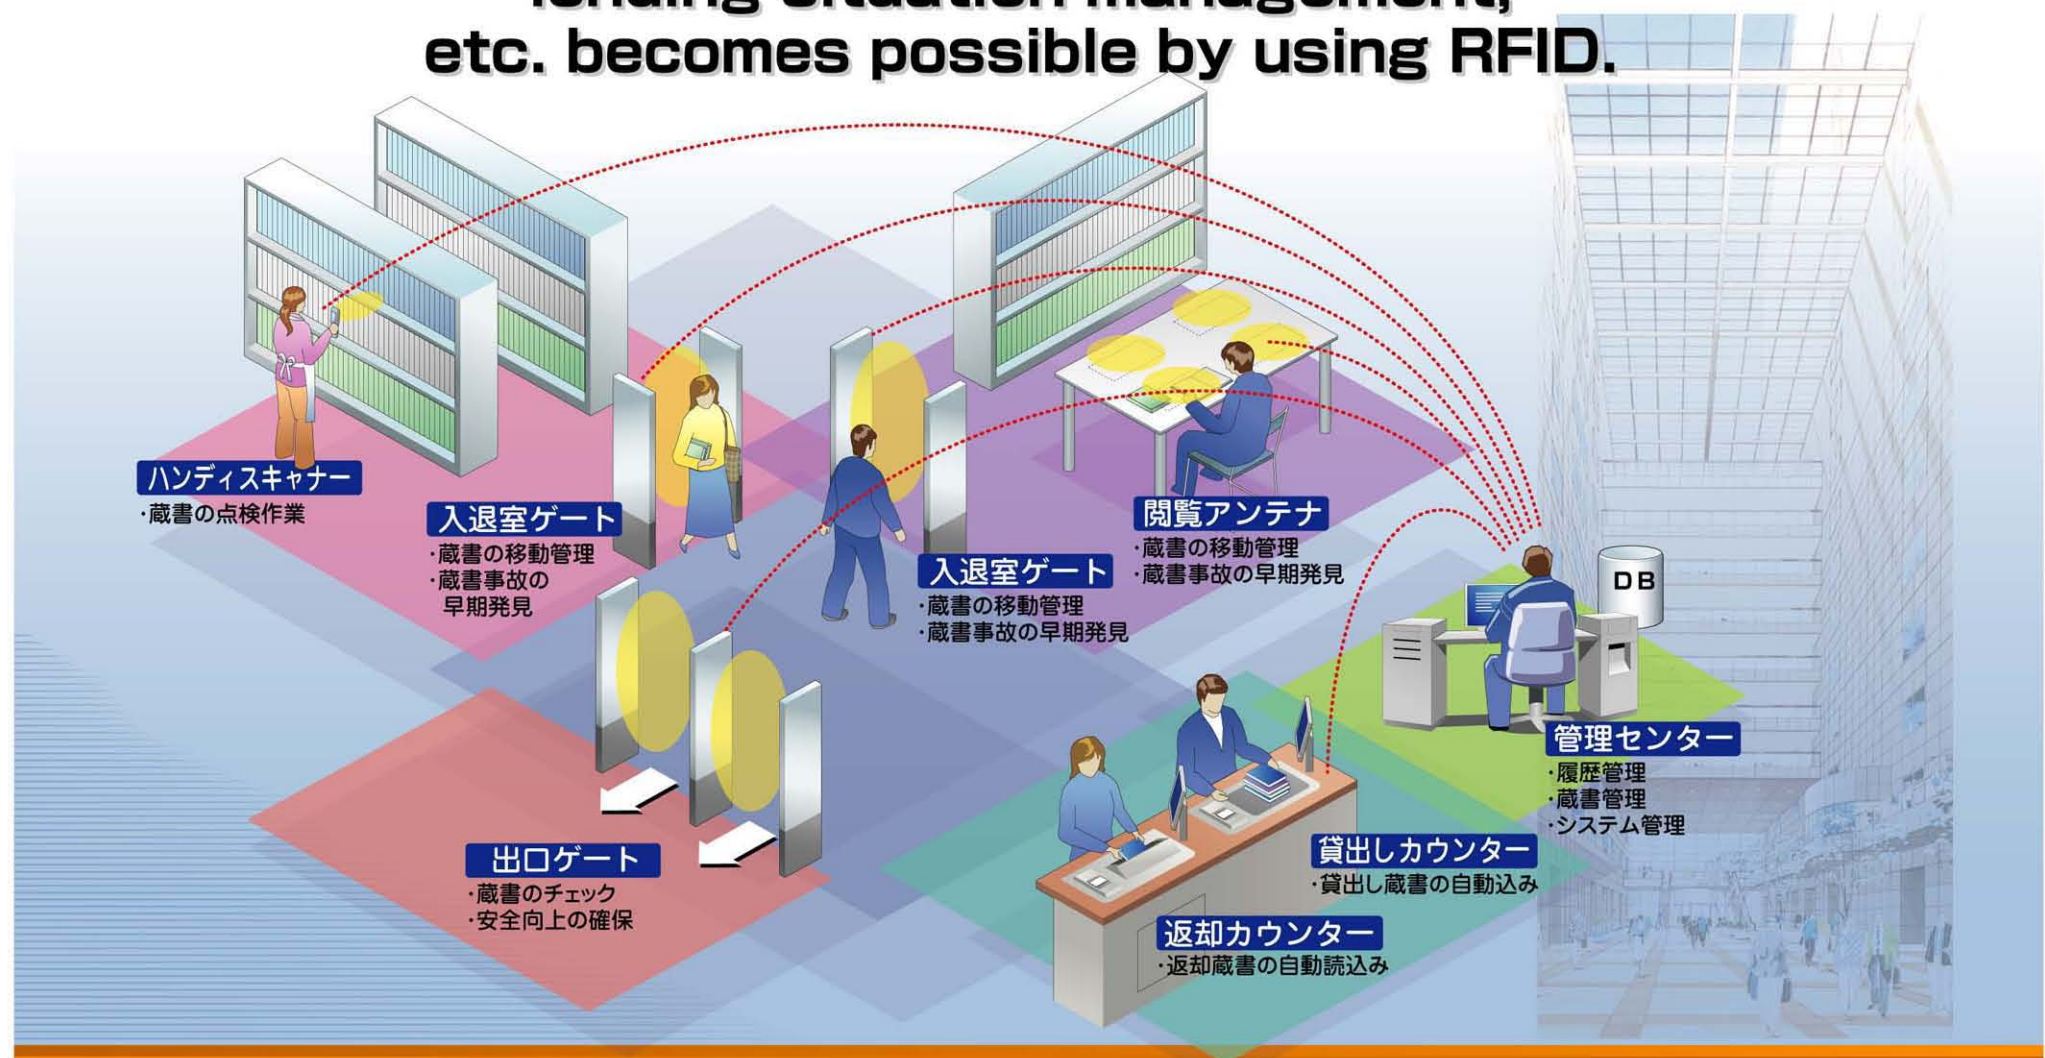 lending situation management,
etc. becomes possible by using RFID.
ハンディスキャナー
・蔵書の点検作業
入退室ゲート
・蔵書の移動管理
・蔵書事故の
早期発見
入退室ゲート
・蔵書の移動管理
・蔵書事故の早期発見
閲覧アンテナ
・蔵書の移動管理
・蔵書事故の早期発見
DB
管理センター
・履歴管理
・蔵書管理
・システム管理
出口ゲート
・蔵書のチェック
・安全向上の確保
貸出しカウンター
・貸出し蔵書の自動込み
返却カウンター
・返却蔵書の自動読込み